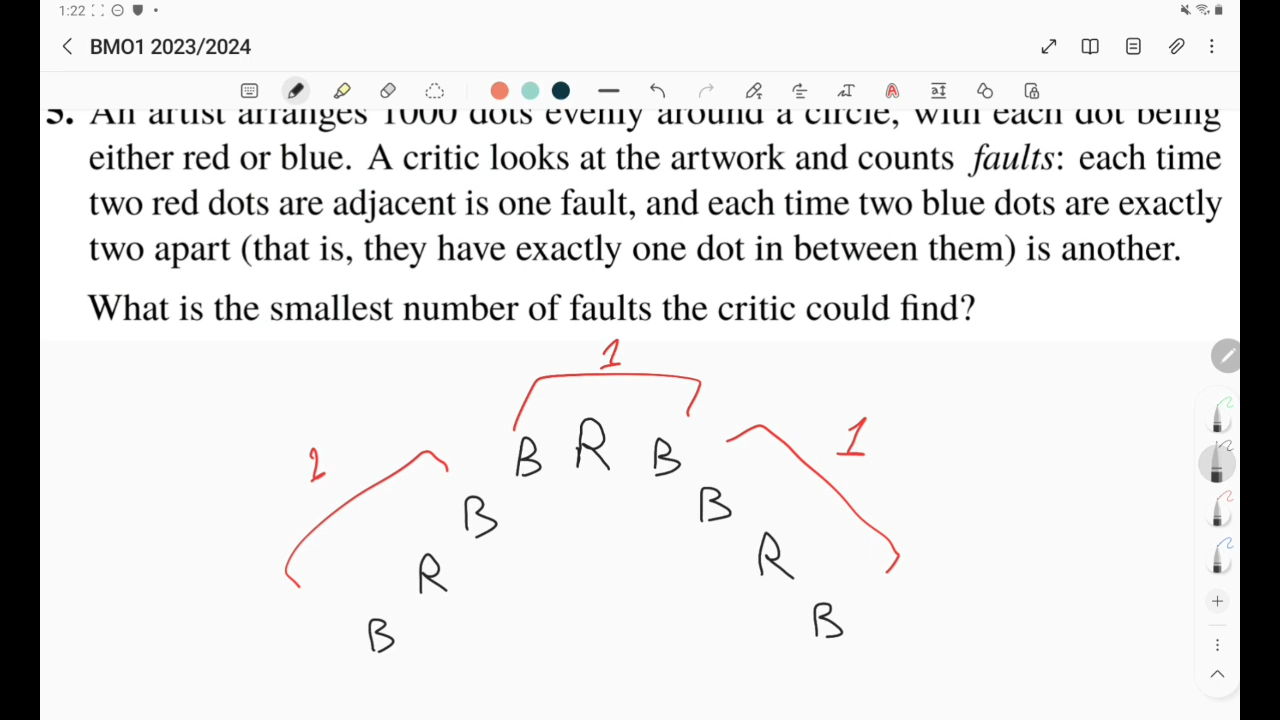 1:22
BMO1 2023/2024
5. An artist arranges 1000 dots evenly around a circle, with each dot being
either red or blue. A critic looks at the artwork and counts faults: each time
two red dots are adjacent is one fault, and each time two blue dots are exactly
two apart (that is, they have exactly one dot in between them) is another.
What is the smallest number of faults the critic could find?
1
1 1
B R B
B B
R R
B B